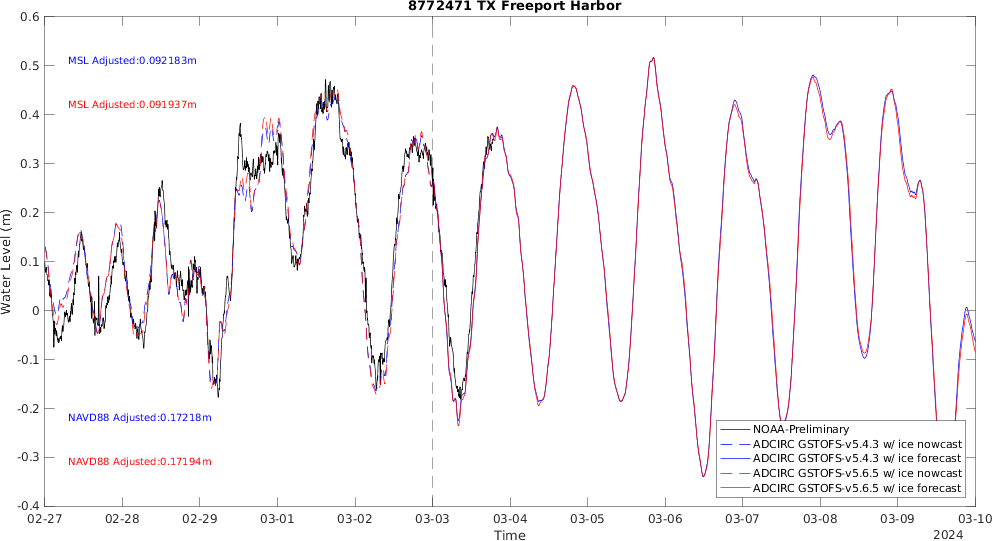 8772471 TX Freeport Harbor
0.6
0.5
0.4
0.3
0.2
0.1
0
-0.1
-0.2
-0.3
-0.4
Water Level (m)
MSL Adjusted:0.092183m
MSL Adjusted:0.091937m
NAVD88 Adjusted:0.17218m
NAVD88 Adjusted:0.17194m
NOAA-Preliminary
ADCIRC GSTOFS-v5.4.3 w/ ice nowcast
ADCIRC GSTOFS-v5.4.3 w/ ice forecast
ADCIRC GSTOFS-v5.6.5 w/ ice nowcast
ADCIRC GSTOFS-v5.6.5 w/ ice forecast
02-27 02-28 02-29 03-01 03-02 03-03 03-04 03-05 03-06 03-07 03-08 03-09 03-10
Time
2024